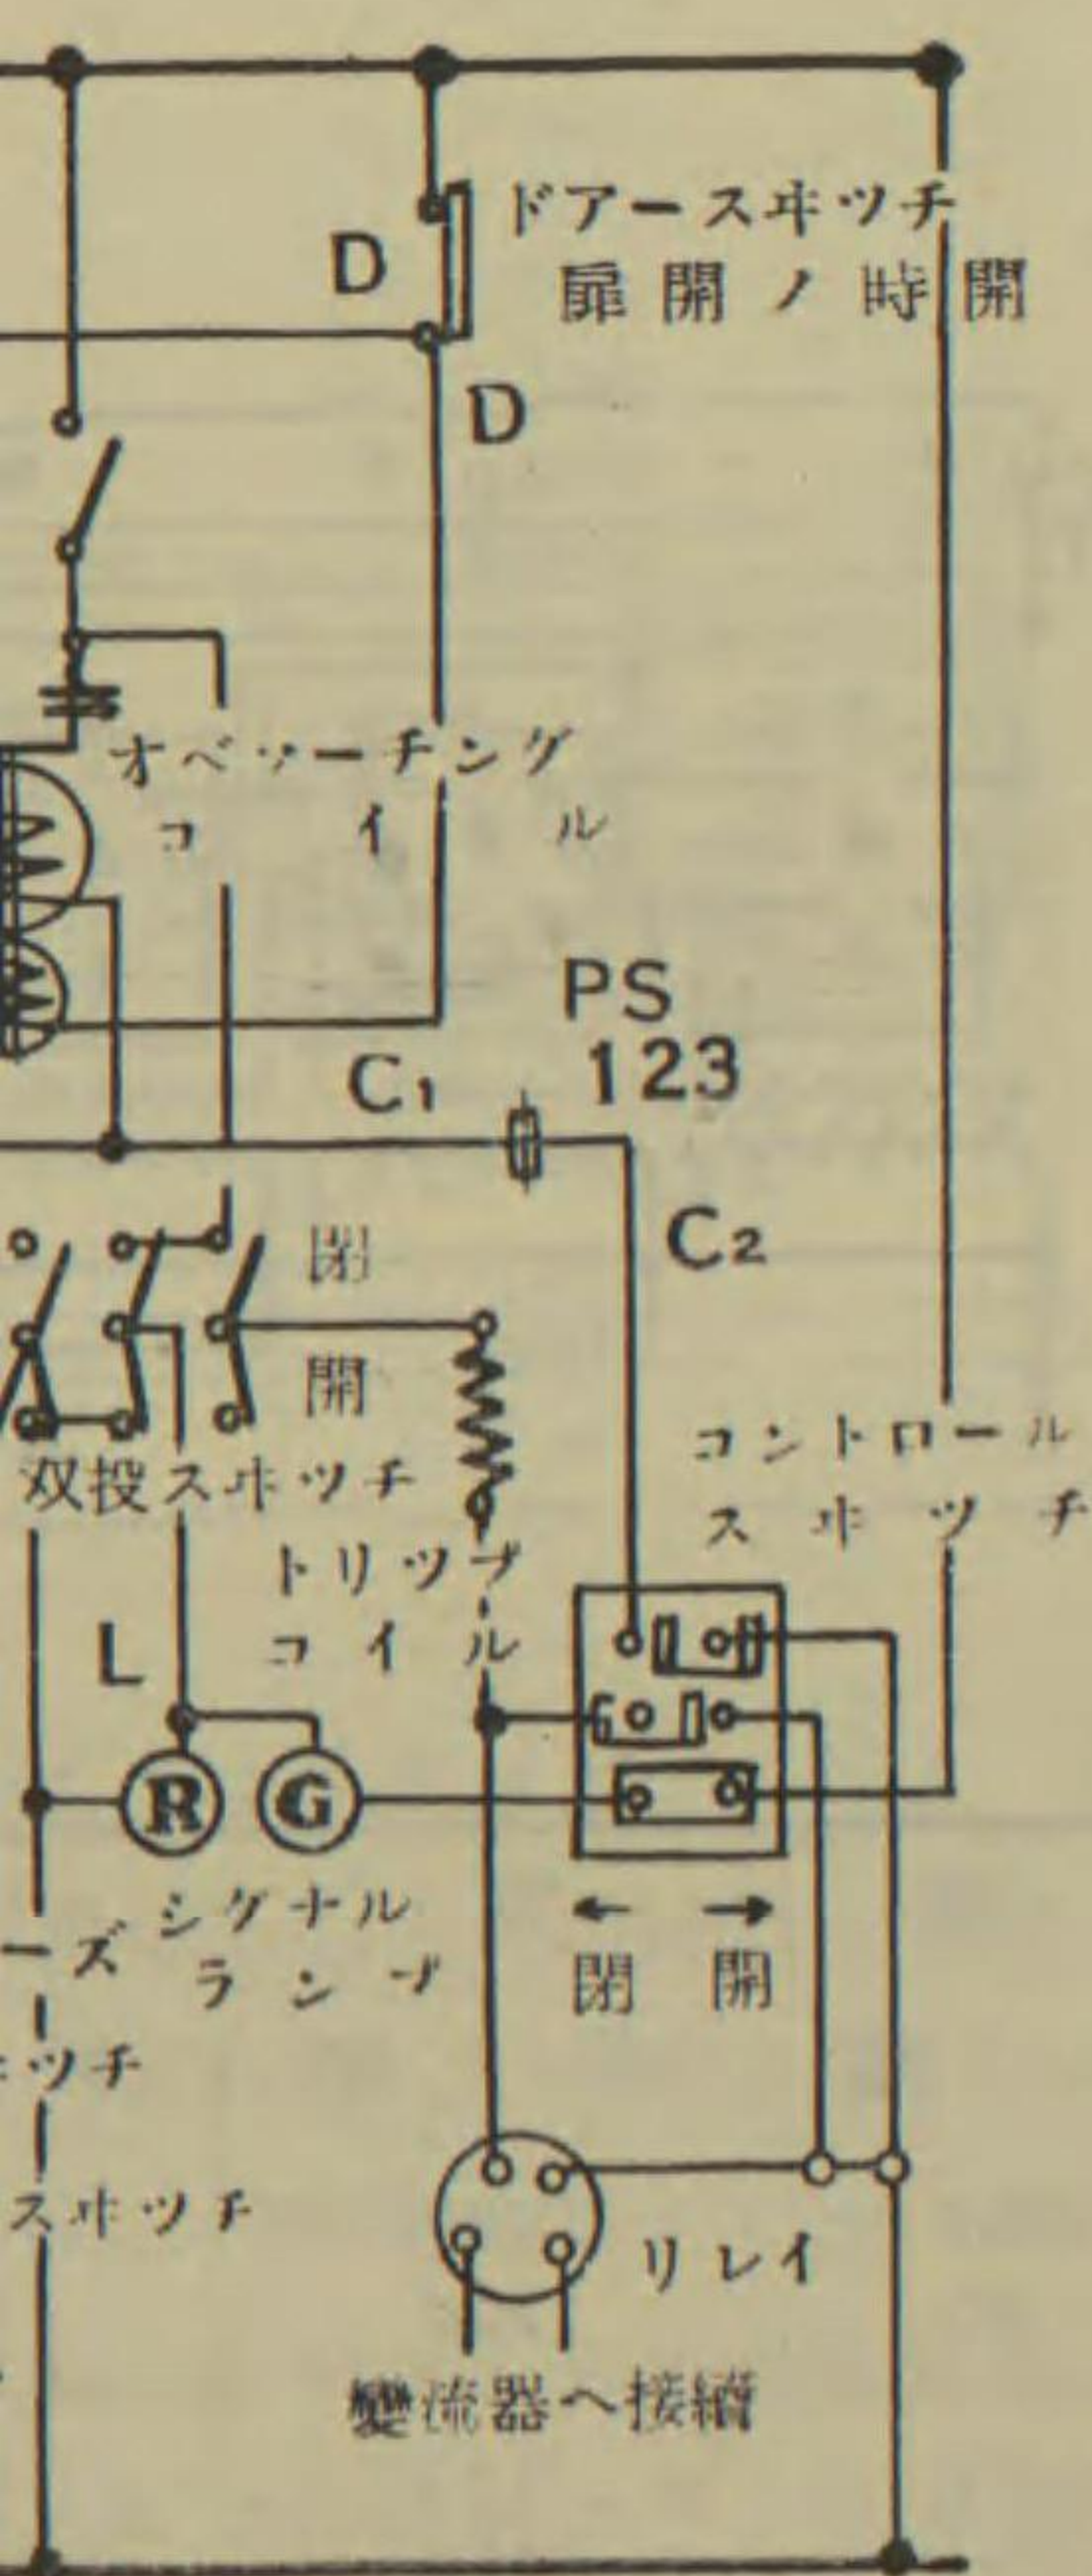 ドアースヰツチ
D
扉開ノ時開
D
オペレーチング
コイル
PS
123
C1
C2
閉
開
コントロール
スヰツチ
双投スヰツチ
トリツプ
コイル
L
R G
シグナル
ランプ
ーズ
閉 開
ヰツチ
スヰツチ
リレイ
變流器へ接續